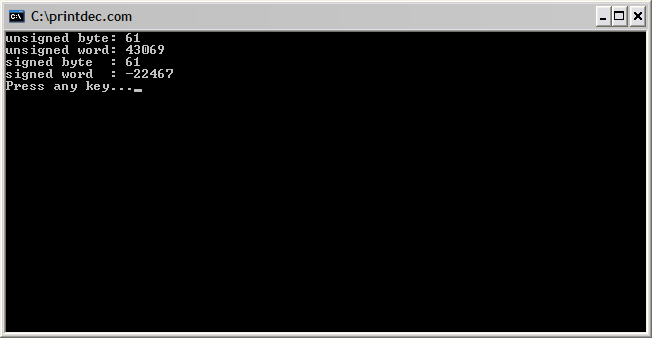 C:\printdec.com
unsigned byte: 61
unsigned word: 43069
signed byte  : 61
signed word  : -22467
Press any key..._